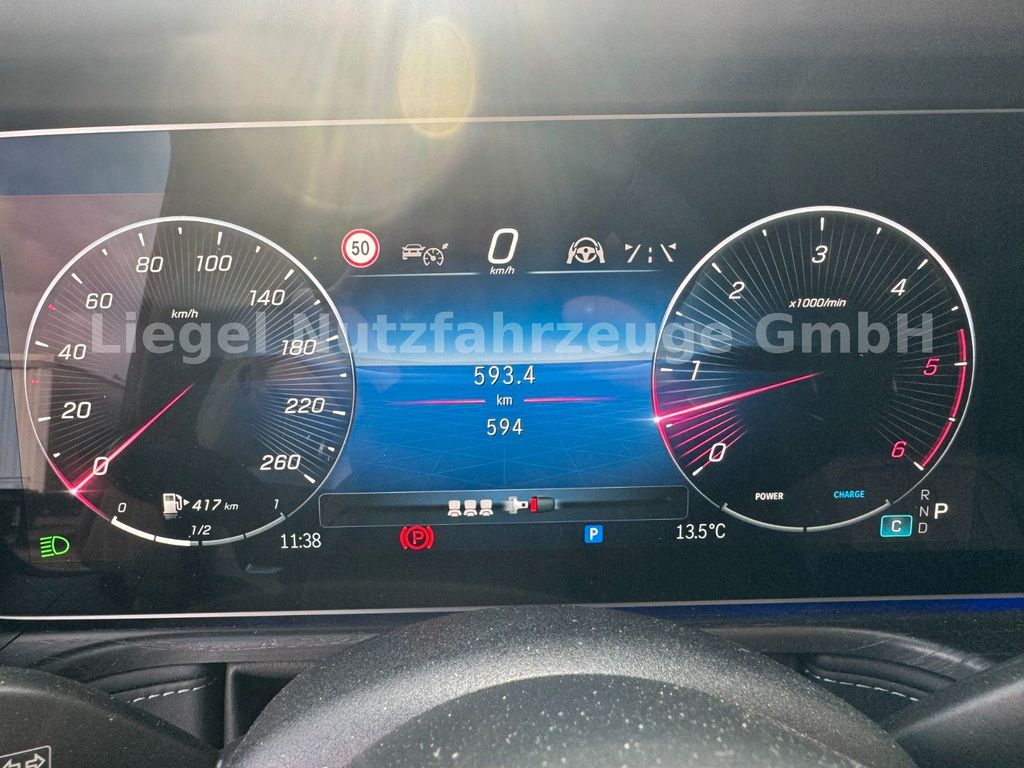 50
0
km/h
0
20
40
60
80
100
140
180
220
260
km/h
0
1/2
1
417 km
593.4
km
594
0
1
2
3
4
5
6
x1000/min
POWER
CHARGE
R
N
D
P
C
11:38
P
P
13.5°C
Liegel Nutzfahrzeuge GmbH